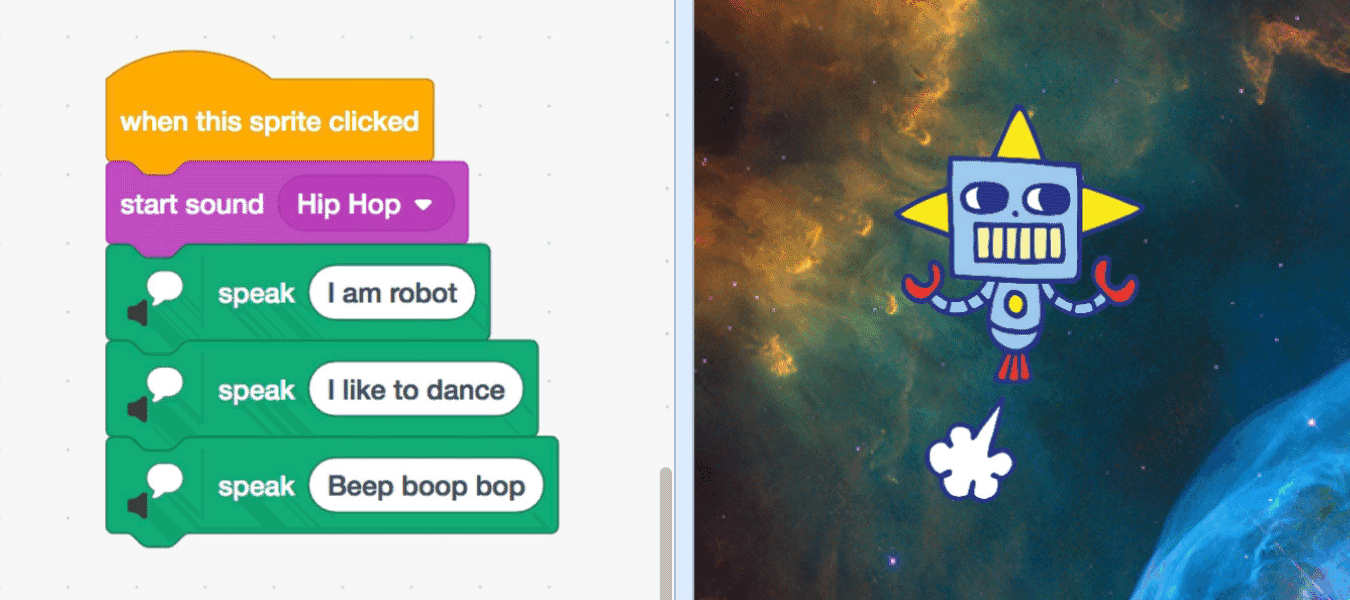 when this sprite clicked
start sound Hip Hop
speak I am robot
speak I like to dance
speak Beep boop bop